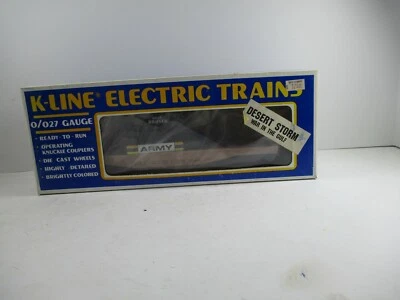 K-LINE® ELECTRIC TRAINS
O/027 GAUGE
• READY - TO - RUN
• OPERATING
KNUCKLE COUPLERS
• DIE CAST WHEELS
• HIGHLY DETAILED
• BRIGHTLY COLORED
ARMY
DESERT STORM
WAR IN THE GULF